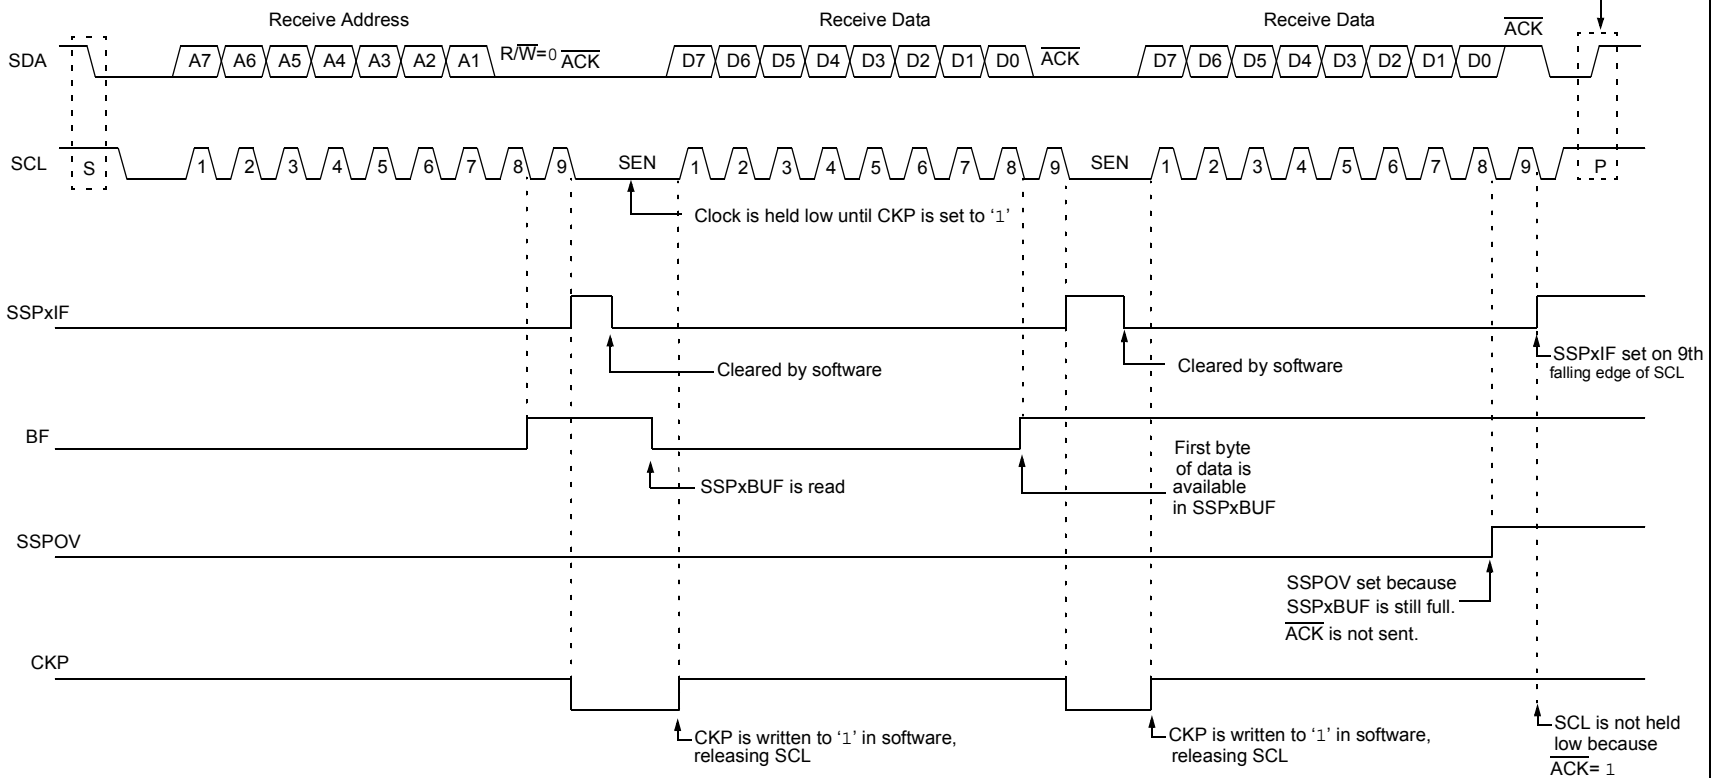 Receive Address
Receive Data
Receive Data
ACK
SDA
A7 A6 A5 A4 A3 A2 A1 R/W=0 ACK
D7 D6 D5 D4 D3 D2 D1 D0 ACK
D7 D6 D5 D4 D3 D2 D1 D0
SCL
S
1 2 3 4 5 6 7 8 9 SEN
1 2 3 4 5 6 7 8 9 SEN
1 2 3 4 5 6 7 8 9 P
Clock is held low until CKP is set to ‘1’
SSPxIF
Cleared by software
Cleared by software
SSPxIF set on 9th
falling edge of SCL
BF
SSPxBUF is read
First byte
of data is
available
in SSPxBUF
SSPOV
SSPOV set because
SSPxBUF is still full.
ACK is not sent.
CKP
CKP is written to ‘1’ in software,
releasing SCL
CKP is written to ‘1’ in software,
releasing SCL
SCL is not held
low because
ACK= 1